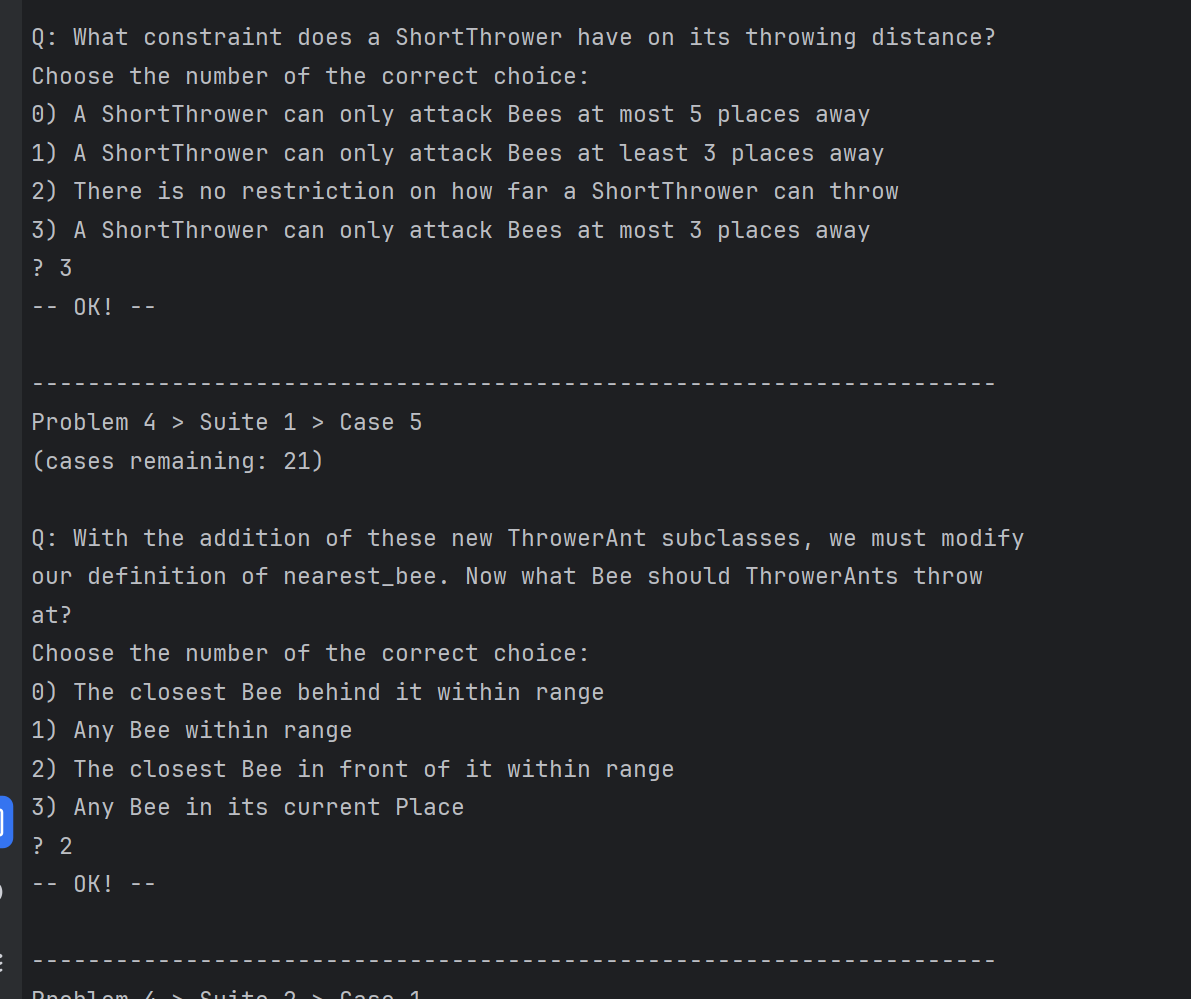 Q: What constraint does a ShortThrower have on its throwing distance?
Choose the number of the correct choice:
0) A ShortThrower can only attack Bees at most 5 places away
1) A ShortThrower can only attack Bees at least 3 places away
2) There is no restriction on how far a ShortThrower can throw
3) A ShortThrower can only attack Bees at most 3 places away
? 3
-- OK! --
---------------------------------------------------------------------
Problem 4 > Suite 1 > Case 5
(cases remaining: 21)
Q: With the addition of these new ThrowerAnt subclasses, we must modify
our definition of nearest_bee. Now what Bee should ThrowerAnts throw
at?
Choose the number of the correct choice:
0) The closest Bee behind it within range
1) Any Bee within range
2) The closest Bee in front of it within range
3) Any Bee in its current Place
? 2
-- OK! --
---------------------------------------------------------------------
Problem 4 > Suite 2 > Case 1